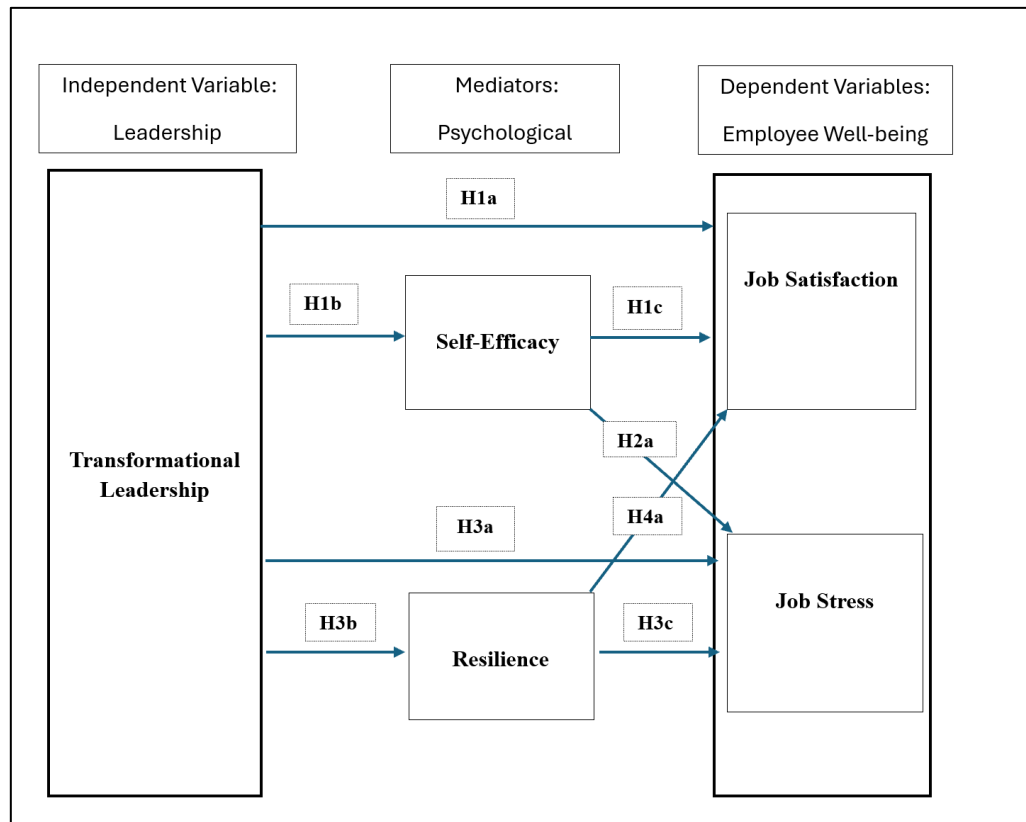 Independent Variable:
Leadership
Mediators:
Psychological
Dependent Variables:
Employee Well-being
H1a
Job Satisfaction
H1b
H1c
Self-Efficacy
H2a
Transformational
Leadership
H4a
H3a
Job Stress
H3b
H3c
Resilience